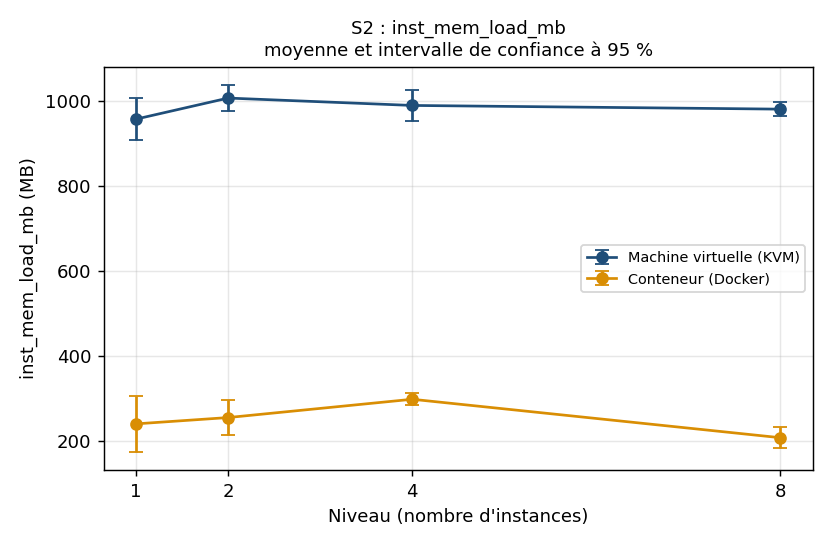 S2 : inst_mem_load_mb
moyenne et intervalle de confiance à 95 %
inst_mem_load_mb (MB)
1000
800
600
400
200
Machine virtuelle (KVM)
Conteneur (Docker)
1
2
4
8
Niveau (nombre d'instances)